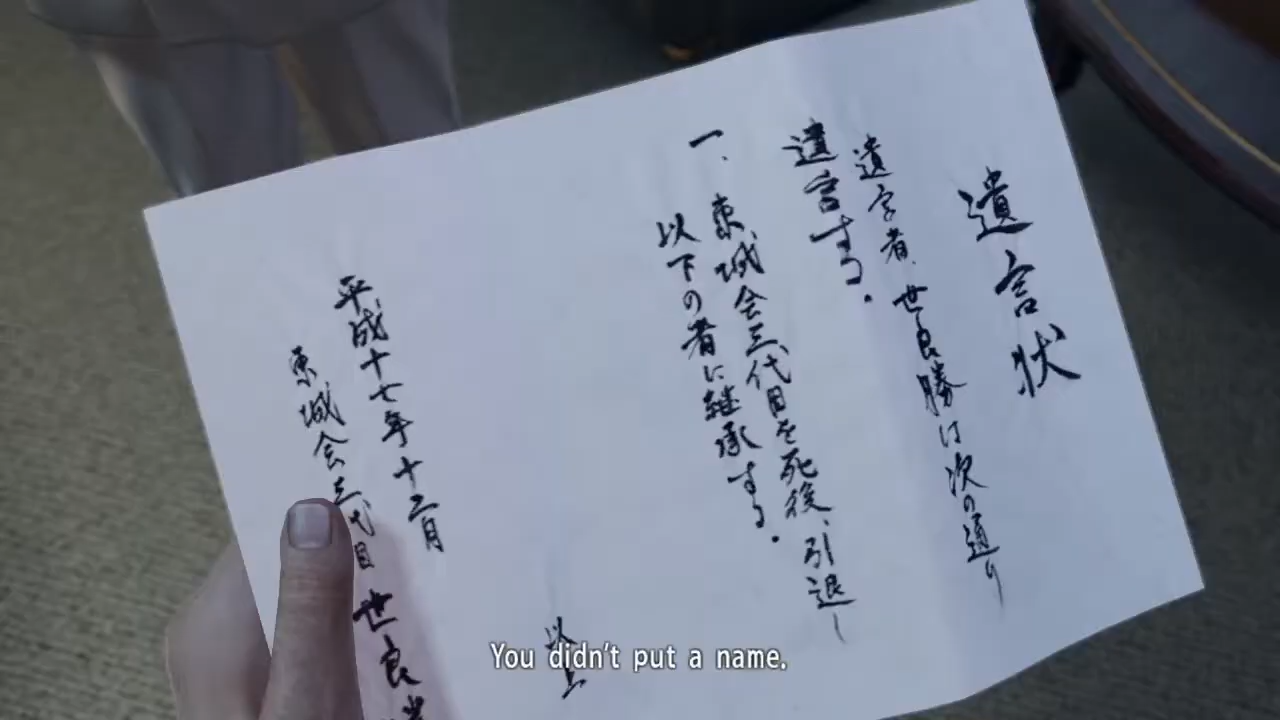 遺言状
遺言者、世良勝は次の通り
遺言する。
一、東城会三代目を死後、引退し
以下の者に継承する。
以上
平成十七年十二月
東城会三代目 世良
You didn't put a name.